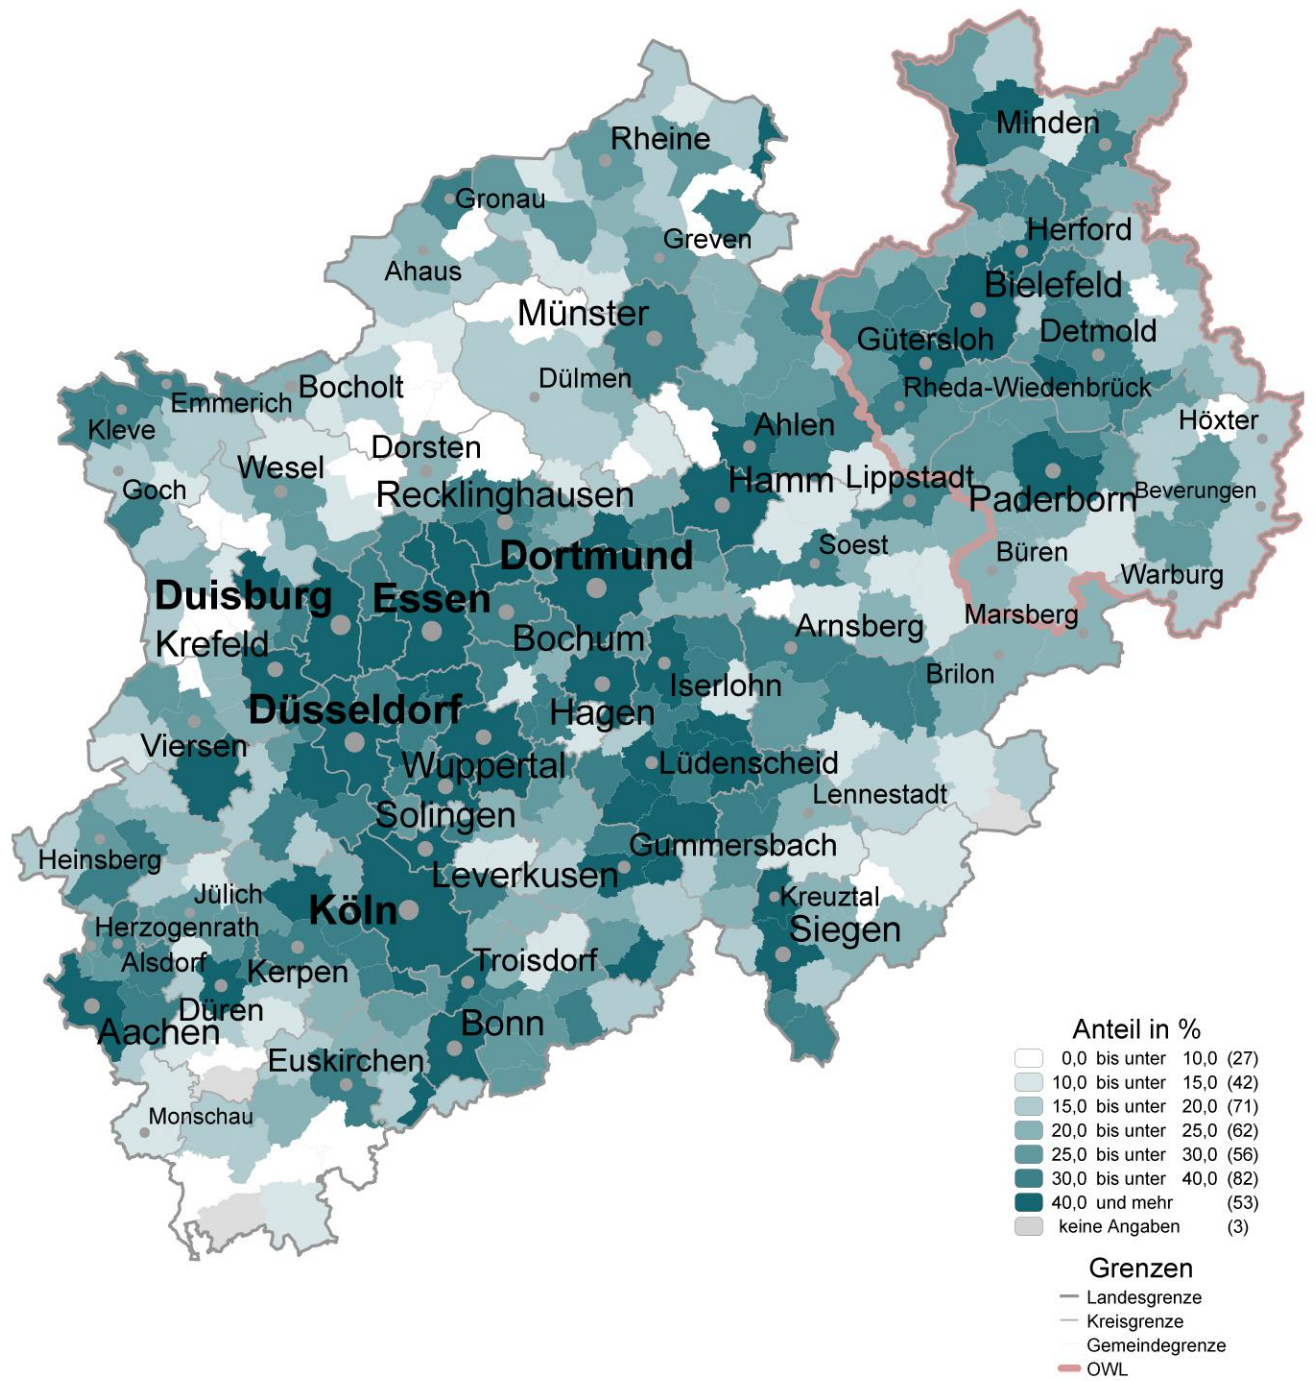 Minden
Rheine
Gronau
Herford
Greven
Ahaus
Bielefeld
Münster
Gütersloh
Detmold
Dülmen
Bocholt
Rheda-Wiedenbrück
Emmerich
Kleve
Ahlen
Höxter
Dorsten
Wesel
Hamm
Lippstadt
Goch
Recklinghausen
Paderborn
Beverungen
Dortmund
Soest
Büren
Warburg
Duisburg
Essen
Marsberg
Krefeld
Bochum
Arnsberg
Brilon
Iserlohn
Düsseldorf
Hagen
Viersen
Wuppertal
Lüdenscheid
Lennestadt
Solingen
Gummersbach
Heinsberg
Leverkusen
Jülich
Kreuztal
Köln
Herzogenrath
Siegen
Alsdorf
Kerpen
Troisdorf
Düren
Aachen
Bonn
Euskirchen
Monschau
Anteil in %
0,0 bis unter 10,0 (27)
10,0 bis unter 15,0 (42)
15,0 bis unter 20,0 (71)
20,0 bis unter 25,0 (62)
25,0 bis unter 30,0 (56)
30,0 bis unter 40,0 (82)
40,0 und mehr (53)
keine Angaben (3)
Grenzen
Landesgrenze
Kreisgrenze
Gemeindegrenze
OWL